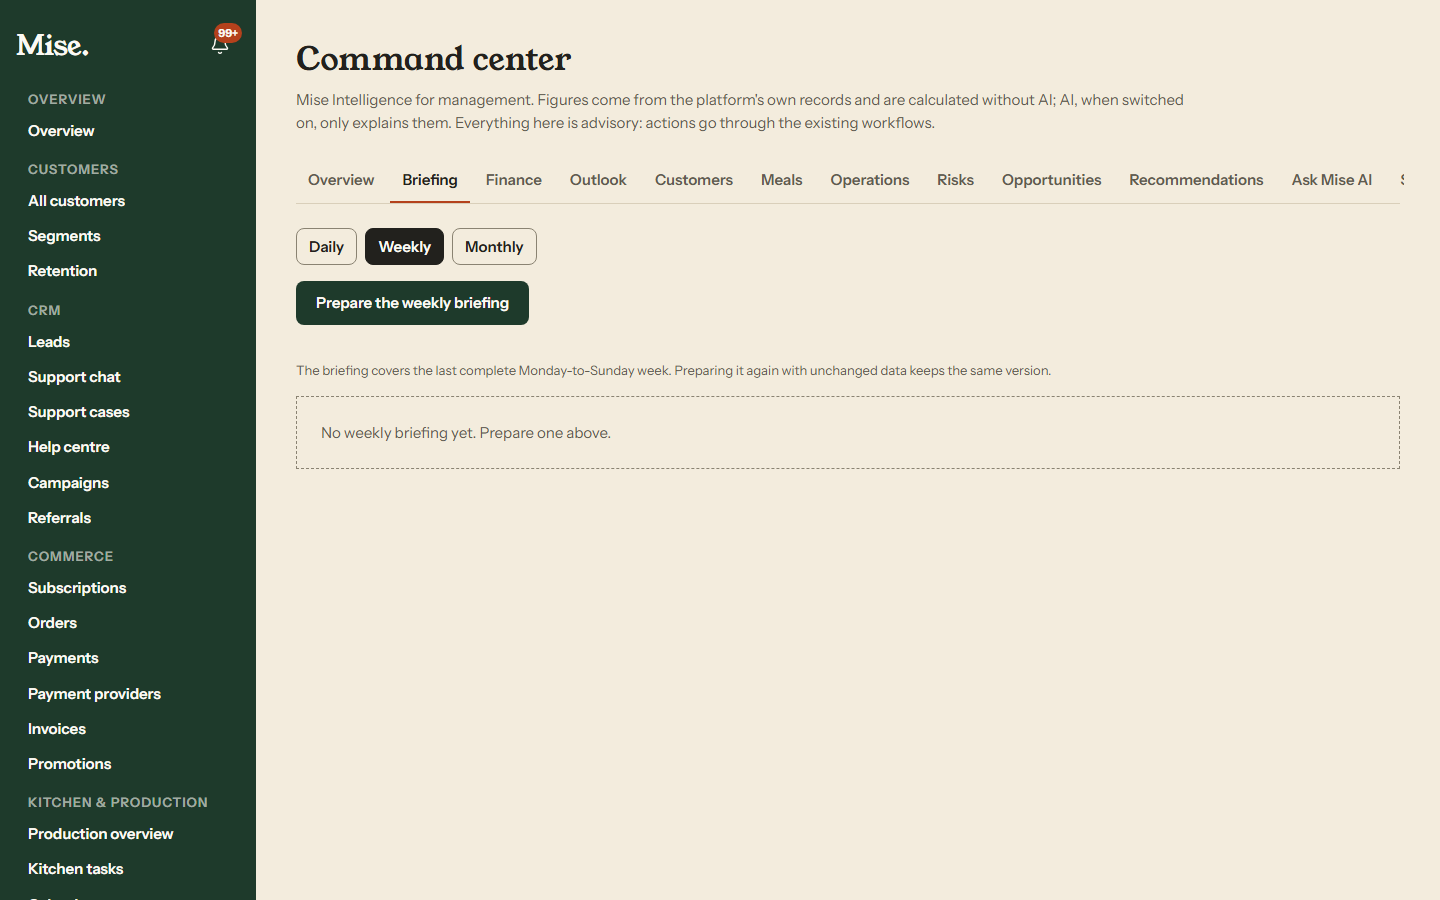 Mise.
99+
OVERVIEW
Overview
CUSTOMERS
All customers
Segments
Retention
CRM
Leads
Support chat
Support cases
Help centre
Campaigns
Referrals
COMMERCE
Subscriptions
Orders
Payments
Payment providers
Invoices
Promotions
KITCHEN & PRODUCTION
Production overview
Kitchen tasks
Command center
Mise Intelligence for management. Figures come from the platform's own records and are calculated without AI; AI, when switched
on, only explains them. Everything here is advisory: actions go through the existing workflows.
Overview Briefing Finance Outlook Customers Meals Operations Risks Opportunities Recommendations Ask Mise AI
Daily Weekly Monthly
Prepare the weekly briefing
The briefing covers the last complete Monday-to-Sunday week. Preparing it again with unchanged data keeps the same version.
No weekly briefing yet. Prepare one above.